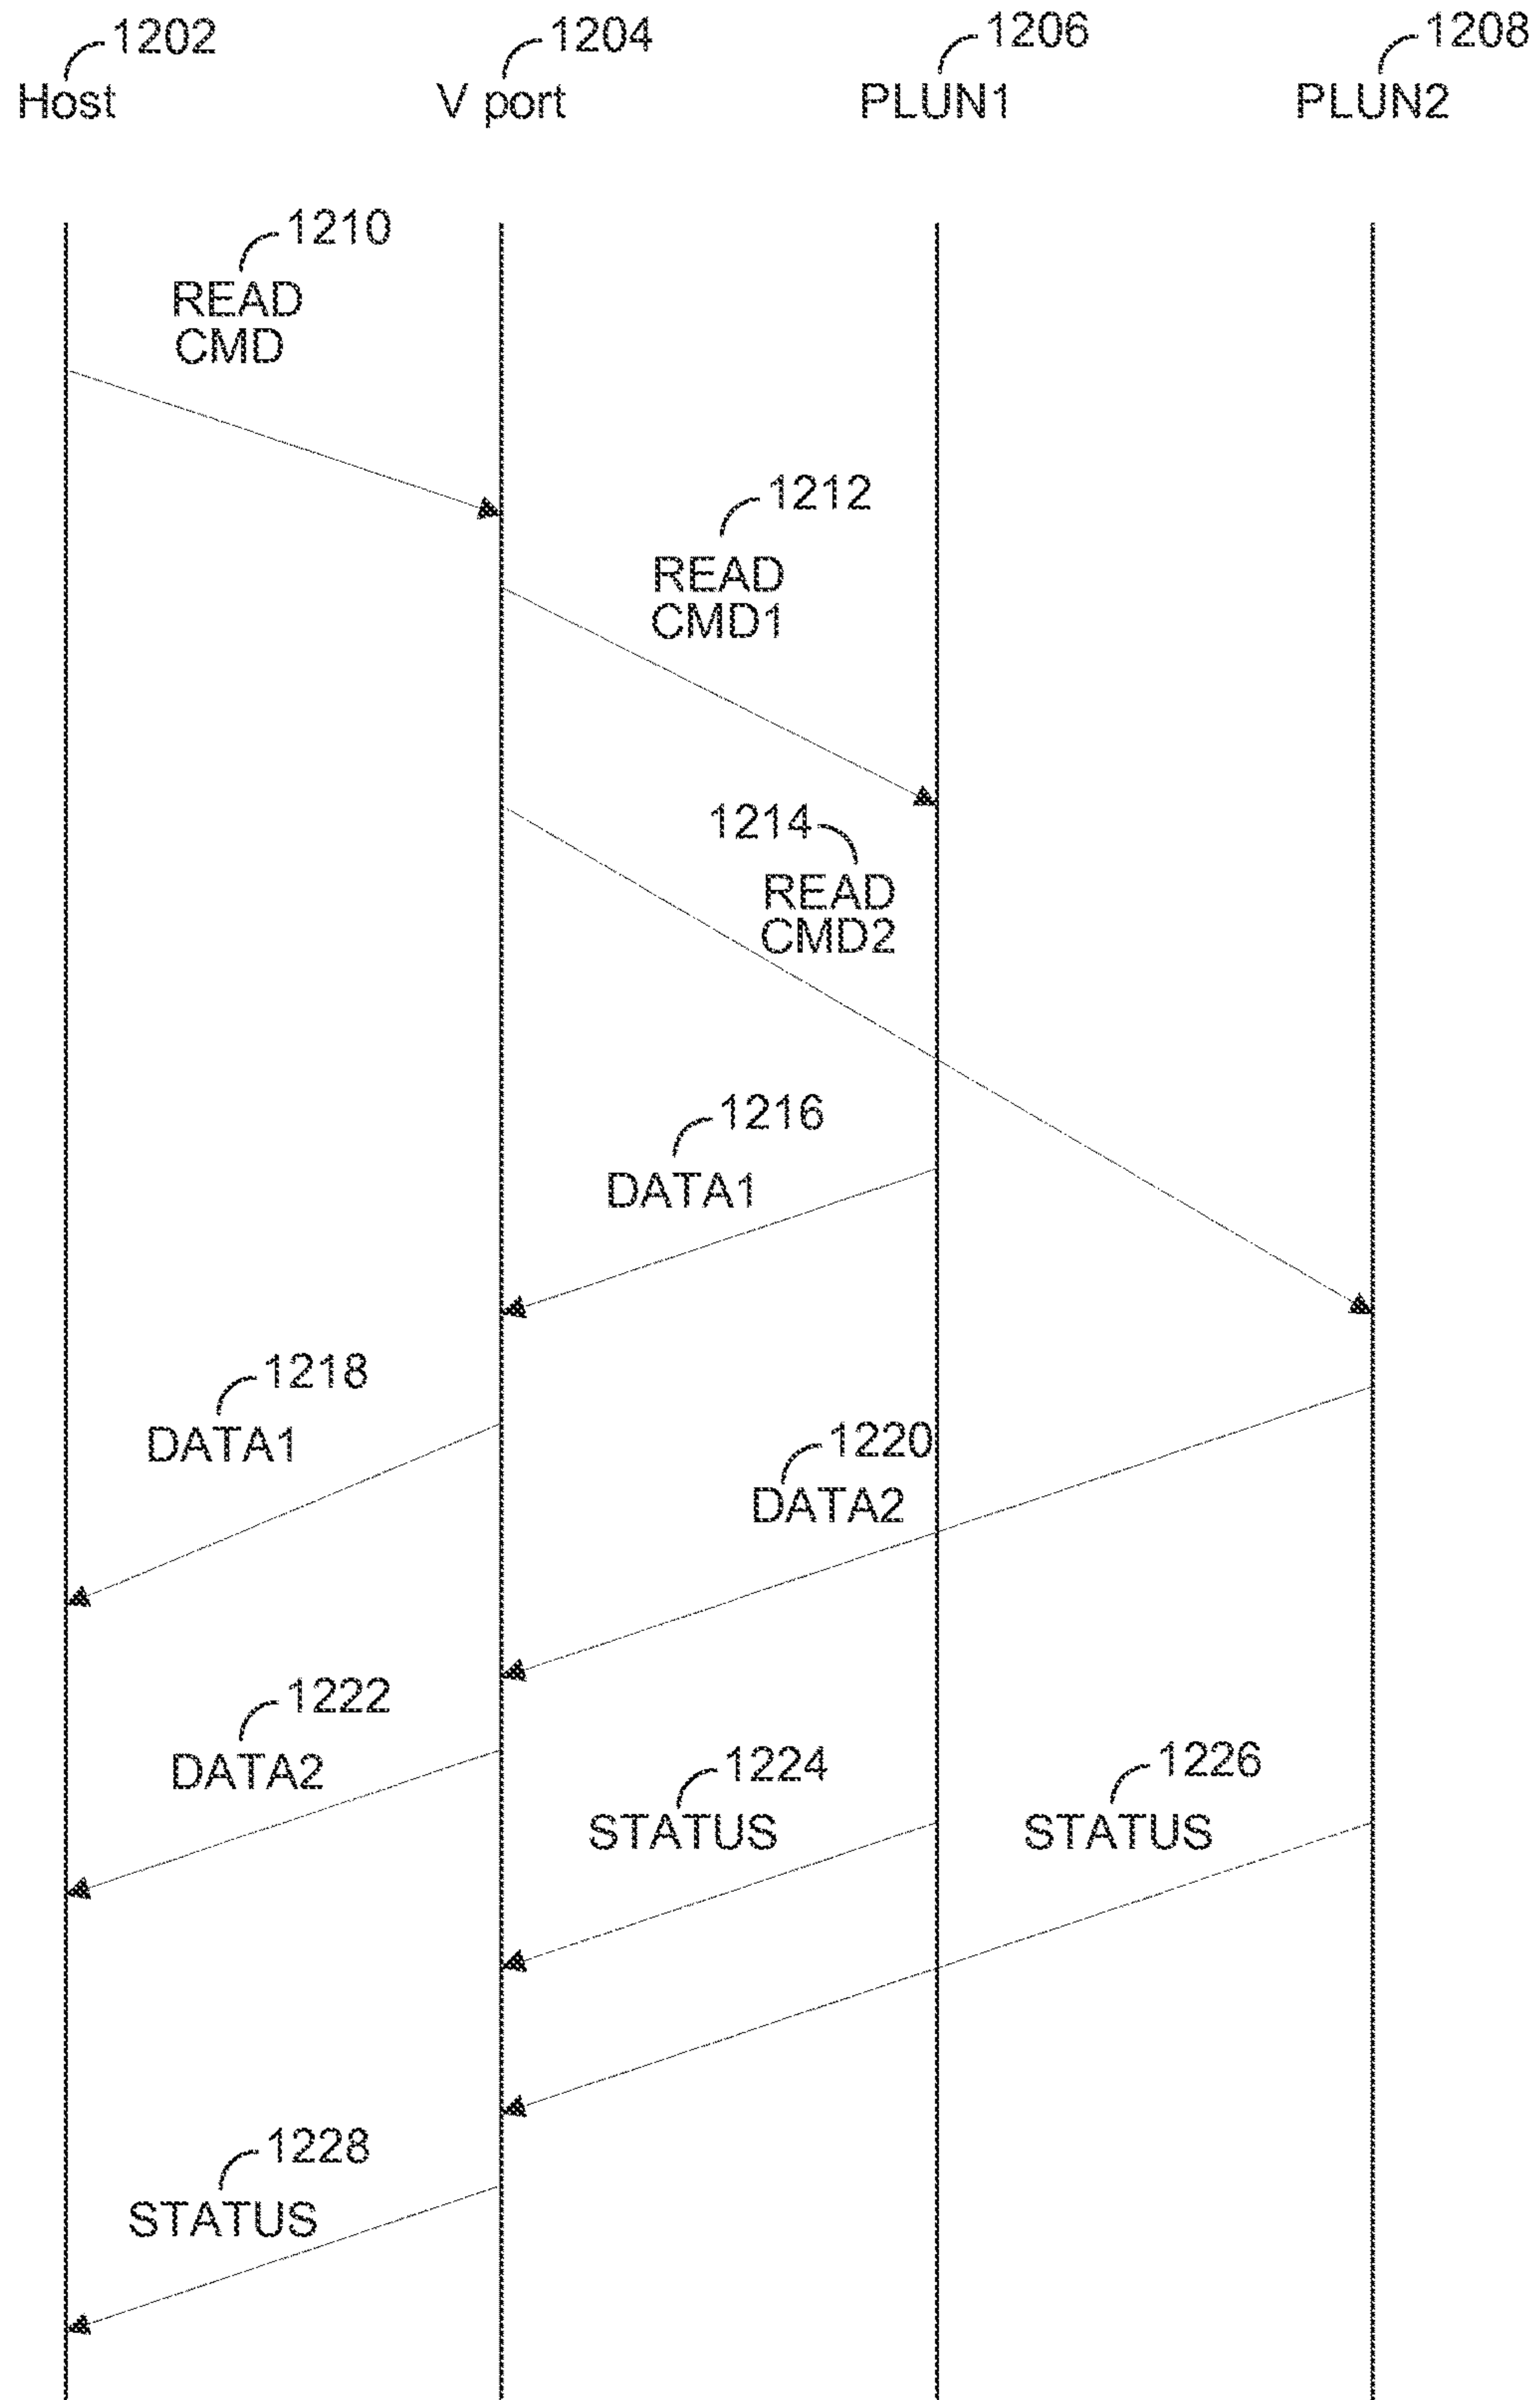 1202
1204
1206
1208
Host
V port
PLUN1
PLUN2
1210
READ
CMD
1212
READ
CMD1
1214
READ
CMD2
1216
DATA1
1218
DATA1
1220
DATA2
1222
DATA2
1224
STATUS
1226
STATUS
1228
STATUS